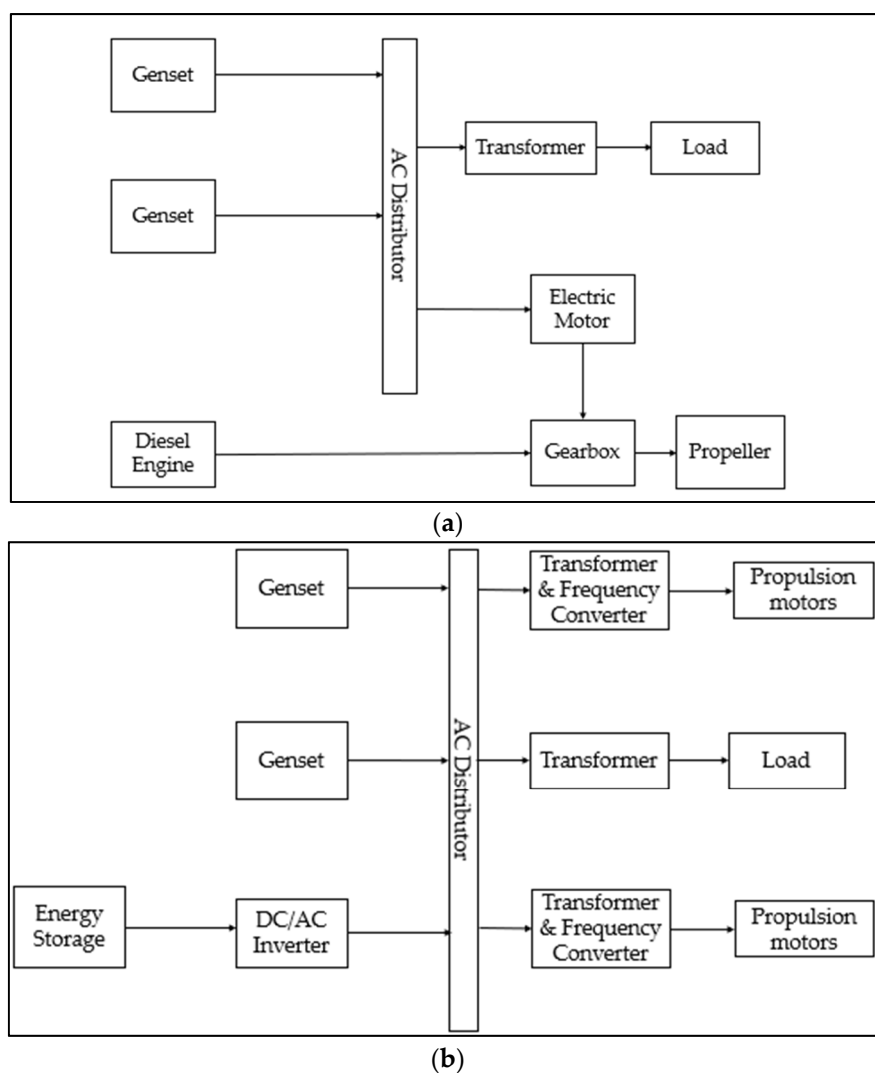 Genset
Transformer
Load
AC Distributor
Genset
Electric
Motor
Diesel
Engine
Gearbox
Propeller
(a)
Genset
Transformer
& Frequency
Converter
Propulsion
motors
AC Distributor
Genset
Transformer
Load
Energy
Storage
DC/AC
Inverter
Transformer
& Frequency
Converter
Propulsion
motors
(b)